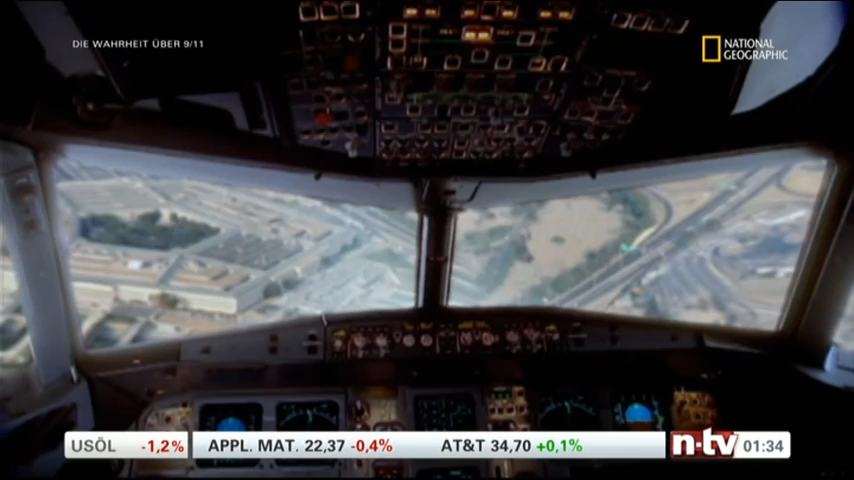 DIE WAHRHEIT ÜBER 9/11
NATIONAL
GEOGRAPHIC
USÖL -1,2% APPL. MAT. 22,37 -0,4% AT&T 34,70 +0,1% n-tv 01:34